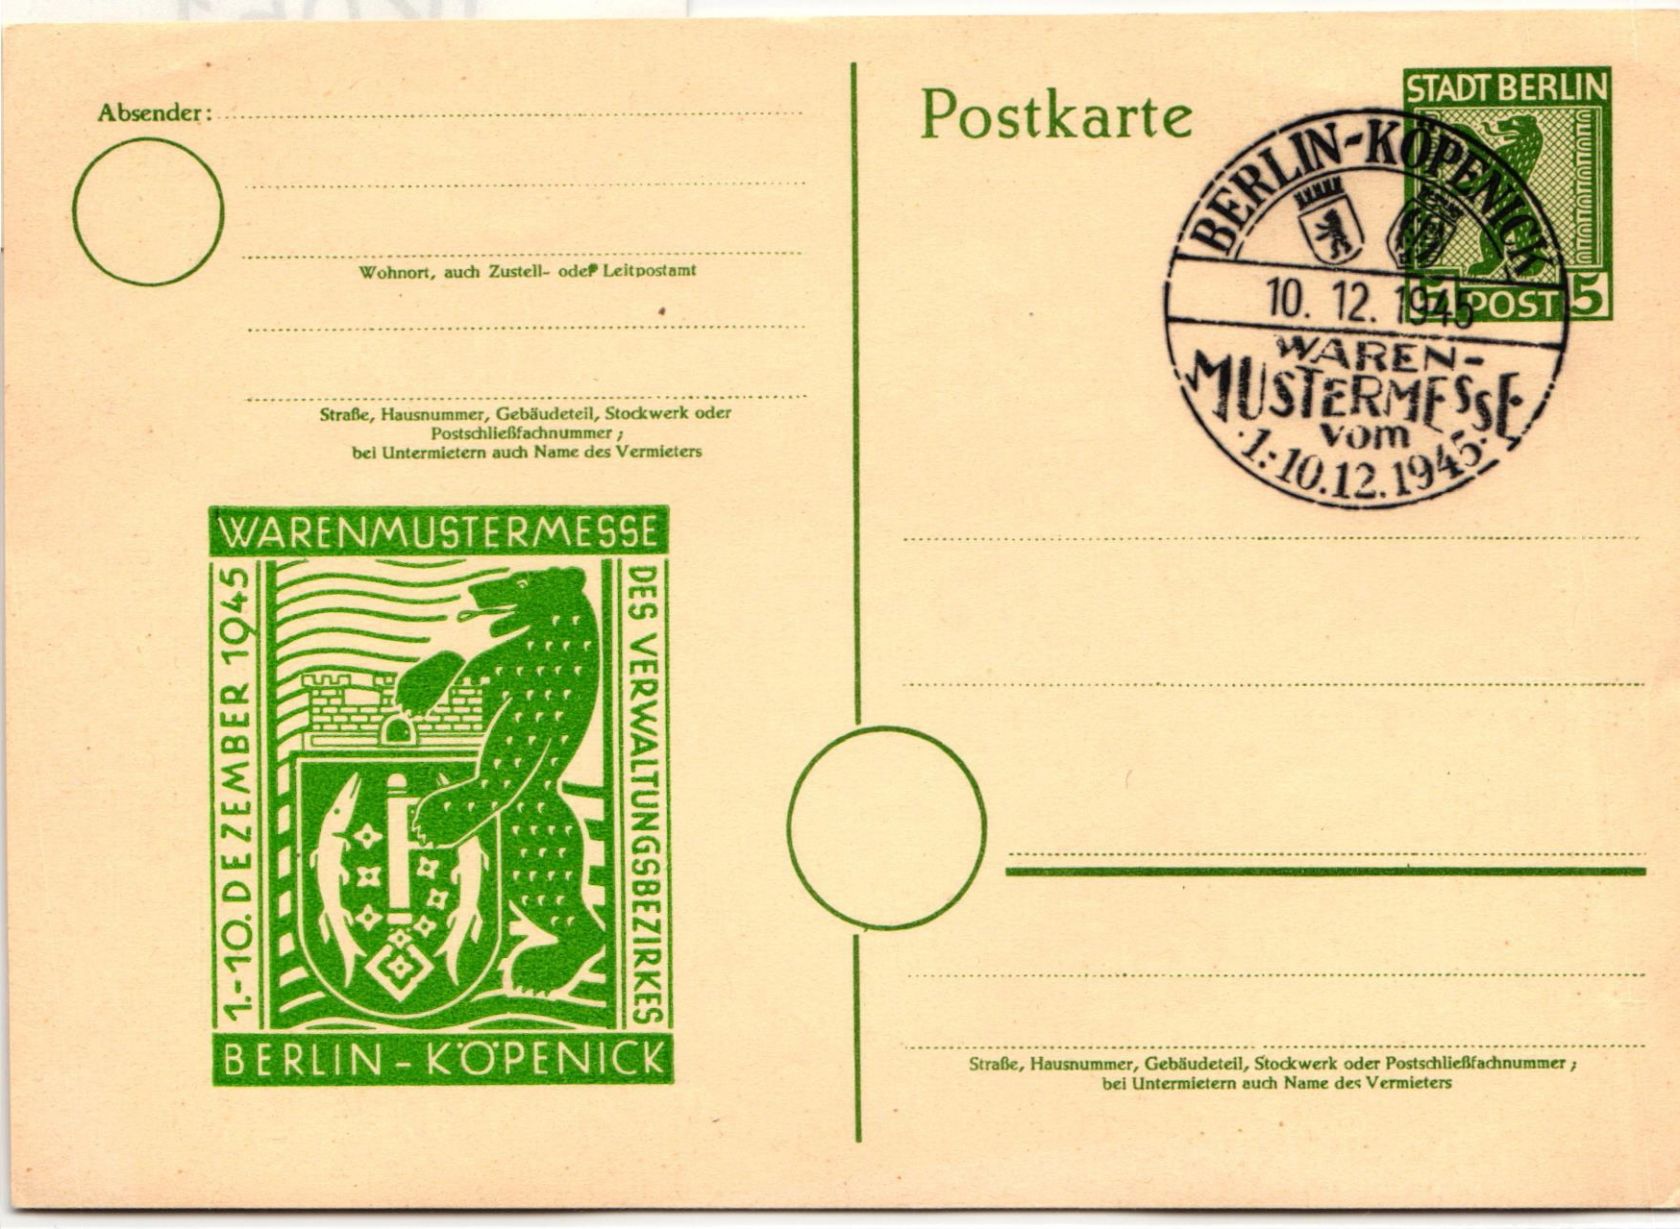 Absender:
Wohnort, auch Zustell- oder Leitpostamt
Straße, Hausnummer, Gebäudeteil, Stockwerk oder
Postschließfachnummer;
bei Untermietern auch Name des Vermieters
WARENMUSTERMESSE
1.-10. DEZEMBER 1945
DES VERWALTUNGSBEZIRKES
BERLIN-KÖPENICK
Postkarte
STADT BERLIN
5 POST 5
BERLIN-KÖPENICK
10. 12. 1945
WAREN-
MUSTERMESSE
vom
·1.-10.12.1945·
Straße, Hausnummer, Gebäudeteil, Stockwerk oder Postschließfachnummer;
bei Untermietern auch Name des Vermieters